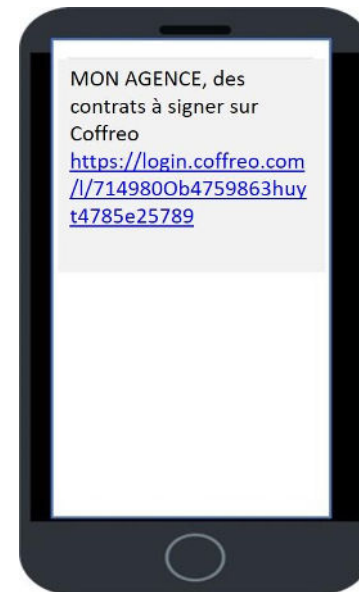 MON AGENCE, des
contrats à signer sur
Coffreo
https://login.coffreo.com
/l/714980Ob4759863huy
t4785e25789